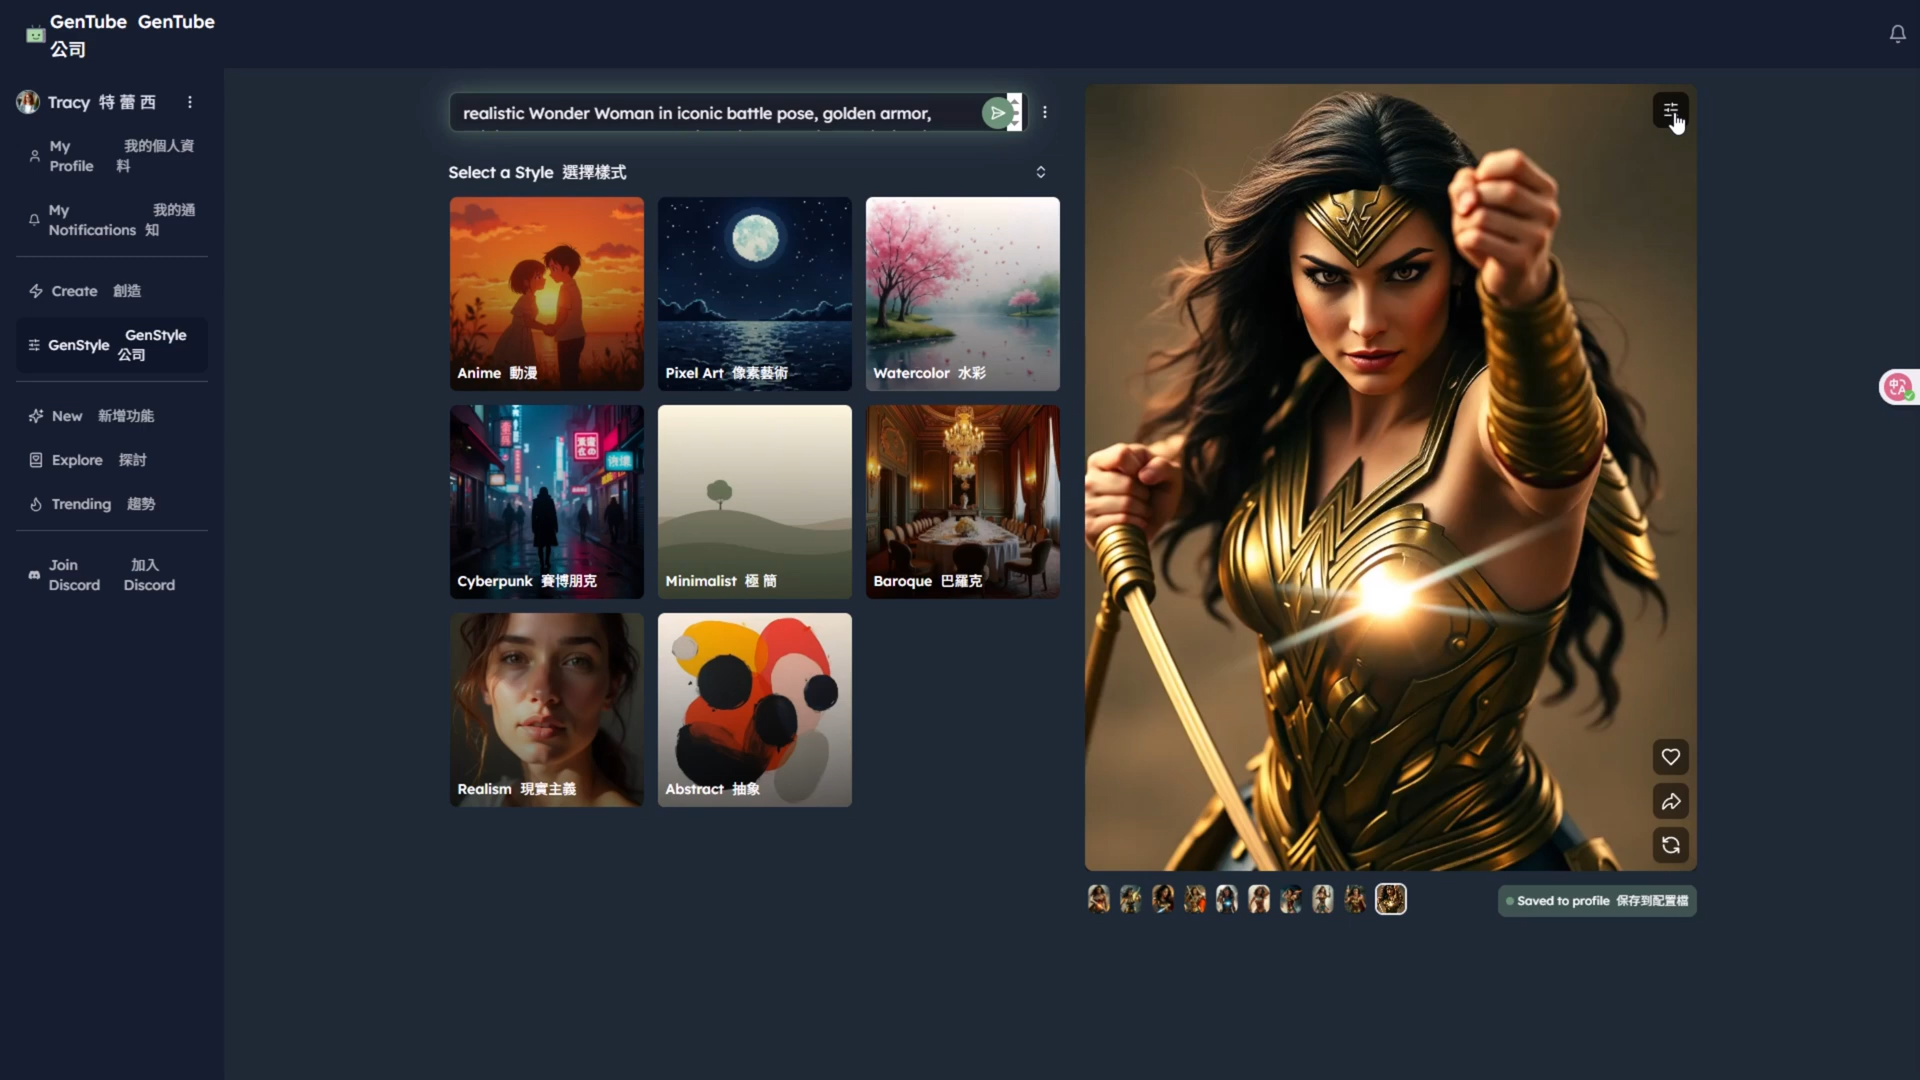 GenTube GenTube
公司
Tracy 特蕾西
My 我的個人資
Profile 料
My 我的通
Notifications 知
Create 創造
GenStyle GenStyle
公司
New 新增功能
Explore 探討
Trending 趨勢
Join 加入
Discord Discord
realistic Wonder Woman in iconic battle pose, golden armor,
Select a Style 選擇樣式
Anime 動漫
Pixel Art 像素藝術
Watercolor 水彩
Cyberpunk 賽博朋克
Minimalist 極簡
Baroque 巴羅克
Realism 現實主義
Abstract 抽象
Saved to profile 保存到配置檔